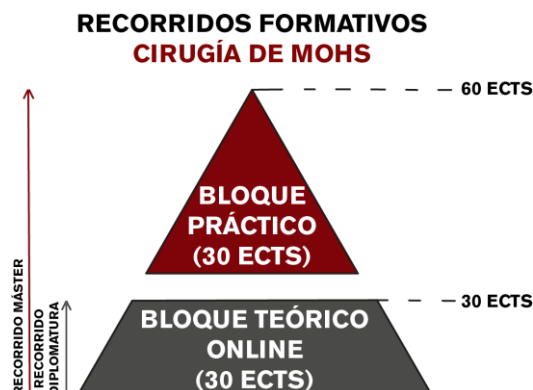 RECORRIDOS FORMATIVOS
CIRUGÍA DE MOHS
60 ECTS
BLOQUE
PRÁCTICO
(30 ECTS)
30 ECTS
BLOQUE TEÓRICO
ONLINE
(30 ECTS)
RECORRIDO MÁSTER
RECORRIDO
DIPLOMATURA